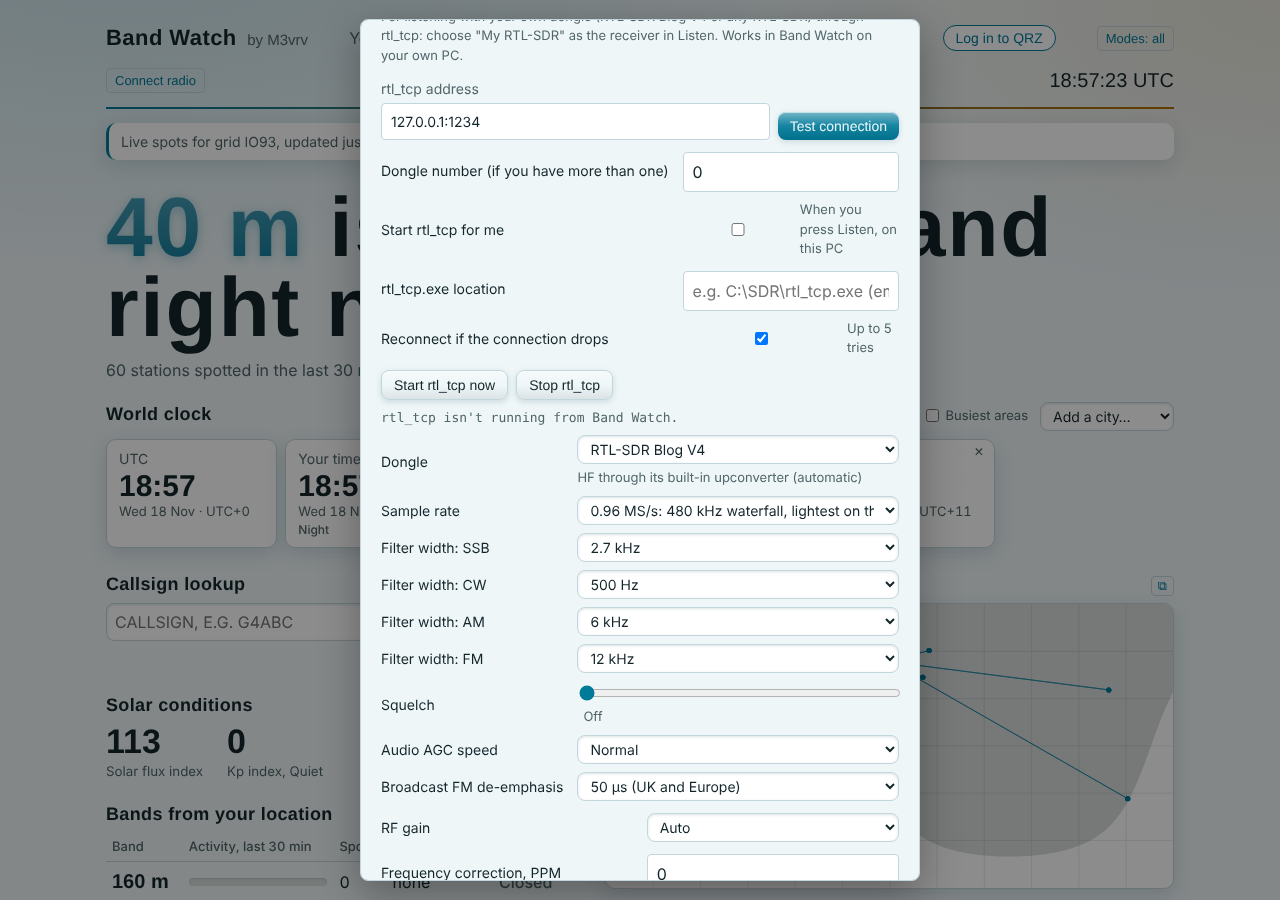 Band Watch by M3vrv
Log in to QRZ
Modes: all
Connect radio
18:57:23 UTC
rtl_tcp: choose "My RTL-SDR" as the receiver in Listen. Works in Band Watch on
your own PC.
rtl_tcp address
127.0.0.1:1234
Test connection
Live spots for grid IO93, updated jus
Dongle number (if you have more than one)
0
40 m
right n
Start rtl_tcp for me
When you
press Listen, on
this PC
rtl_tcp.exe location
e.g. C:\SDR\rtl_tcp.exe (er
Reconnect if the connection drops
Up to 5
tries
60 stations spotted in the last 30
Start rtl_tcp now
Stop rtl_tcp
rtl_tcp isn't running from Band Watch.
World clock
Busiest areas
Add a city...
UTC
18:57
Wed 18 Nov · UTC+0
Your time
18:5
Wed 18 N
Night
×
UTC+11
Dongle
RTL-SDR Blog V4
HF through its built-in upconverter (automatic)
Sample rate
0.96 MS/s: 480 kHz waterfall, lightest on th
Filter width: SSB
2.7 kHz
Filter width: CW
500 Hz
Filter width: AM
6 kHz
Filter width: FM
12 kHz
Squelch
Off
Audio AGC speed
Normal
Broadcast FM de-emphasis
50 µs (UK and Europe)
RF gain
Auto
Frequency correction, PPM
0
Callsign lookup
CALLSIGN, E.G. G4ABC
Solar conditions
113
Solar flux index
0
Kp index, Quiet
Bands from your location
Band
Activity, last 30 min
Spo
160 m
0
none
Closed